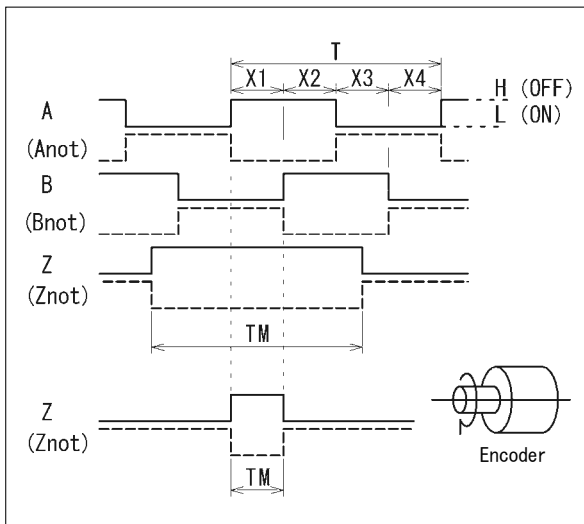 T
X1 X2 X3 X4
A
H (OFF)
L (ON)
(Anot)
B
(Bnot)
Z
(Znot)
TM
Z
(Znot)
TM
Encoder